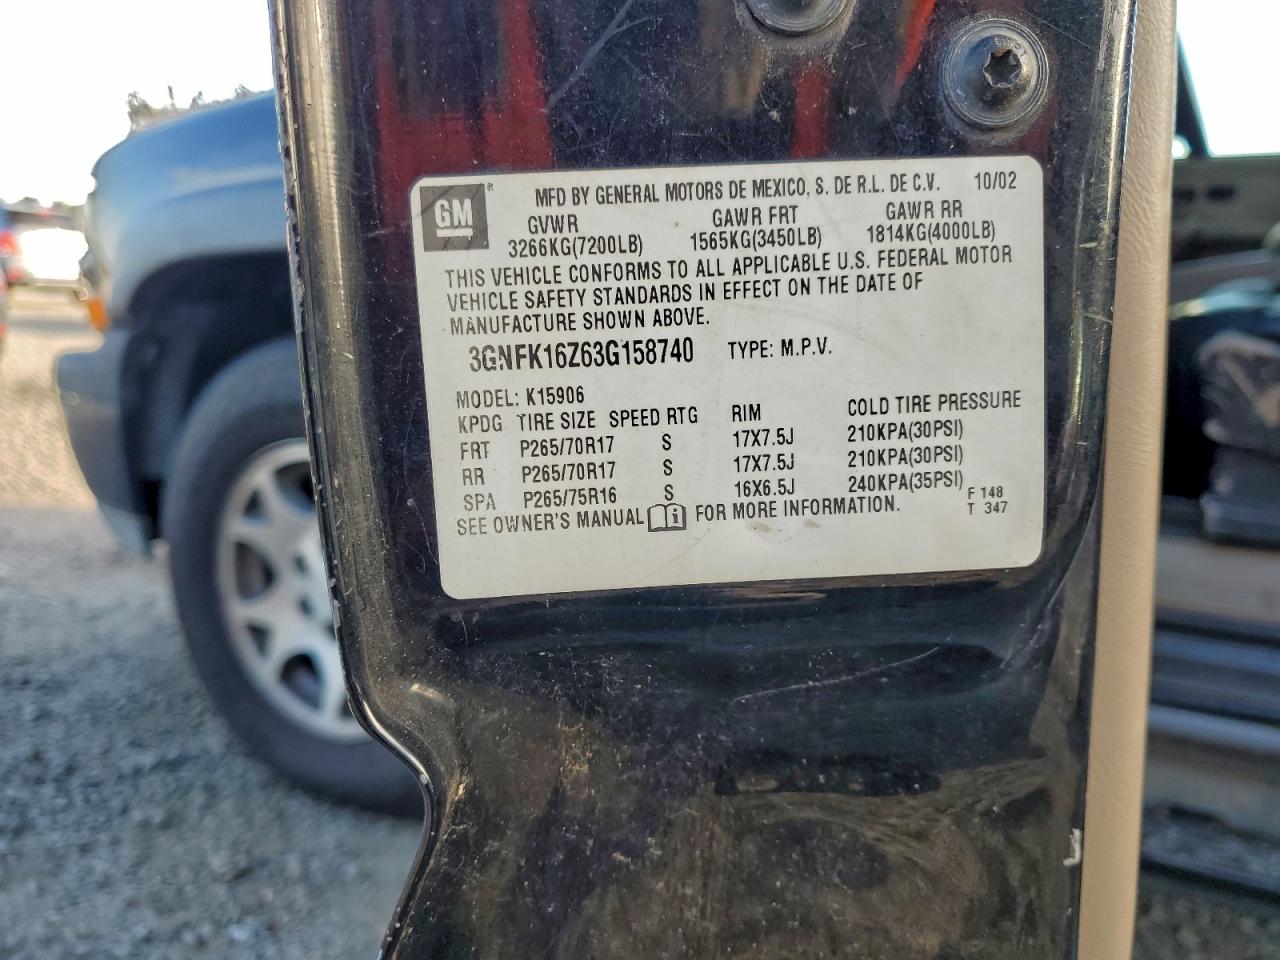 GM ® MFD BY GENERAL MOTORS DE MEXICO, S. DE R.L. DE C.V. 10/02
GVWR GAWR FRT GAWR RR
3266KG(7200LB) 1565KG(3450LB) 1814KG(4000LB)
THIS VEHICLE CONFORMS TO ALL APPLICABLE U.S. FEDERAL MOTOR
VEHICLE SAFETY STANDARDS IN EFFECT ON THE DATE OF
MANUFACTURE SHOWN ABOVE.
3GNFK16Z63G158740 TYPE: M.P.V.
MODEL: K15906
KPDG TIRE SIZE SPEED RTG RIM COLD TIRE PRESSURE
FRT P265/70R17 S 17X7.5J 210KPA(30PSI)
RR P265/70R17 S 17X7.5J 210KPA(30PSI)
SPA P265/75R16 S 16X6.5J 240KPA(35PSI)
SEE OWNER'S MANUAL i FOR MORE INFORMATION. F 148
T 347